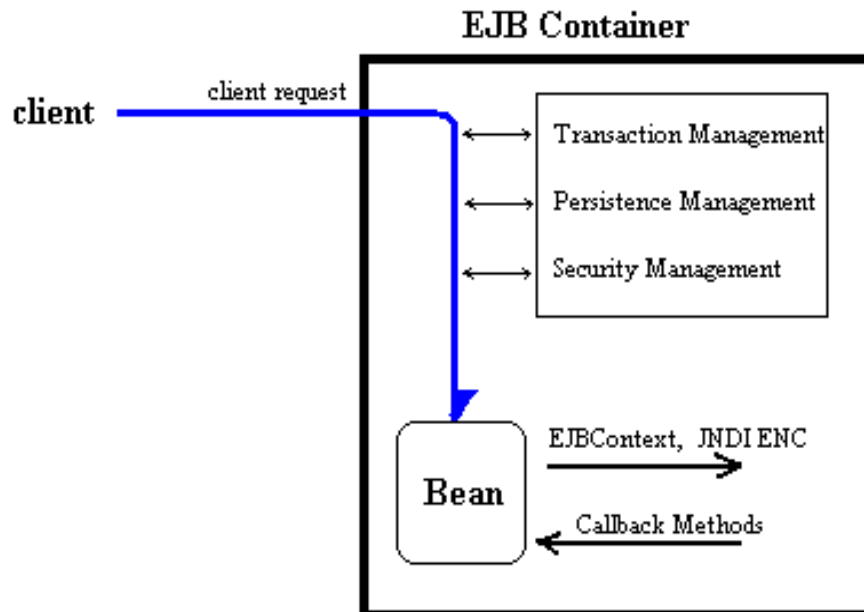 EJB Container
client request
client
Transaction Management
Persistence Management
Security Management
EJBContext, JNDI ENC
Bean
Callback Methods